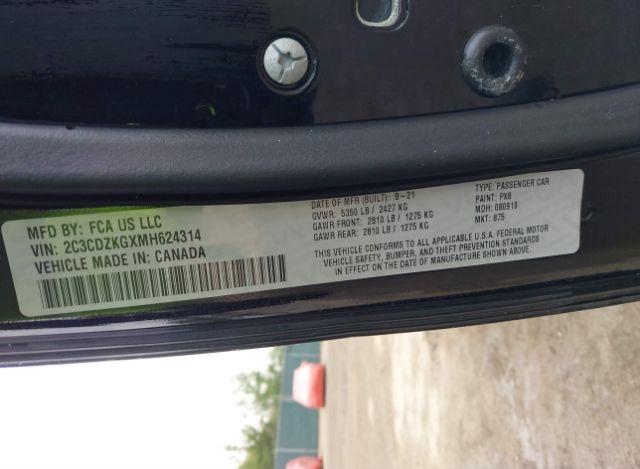 MFD BY: FCA US LLC
VIN: 2C3CDZKGXMH624314
VEHICLE MADE IN: CANADA
DATE OF MFR (BUILT): 8-21
GVWR: 5350 LB / 2427 KG
GAWR FRONT: 2810 LB / 1275 KG
GAWR REAR: 2810 LB / 1275 KG
TYPE: PASSENGER CAR
PAINT: PX8
MOH: 080919
MKT: 875
THIS VEHICLE CONFORMS TO ALL APPLICABLE U.S.A. FEDERAL MOTOR
VEHICLE SAFETY, BUMPER, AND THEFT PREVENTION STANDARDS
IN EFFECT ON THE DATE OF MANUFACTURE SHOWN ABOVE.